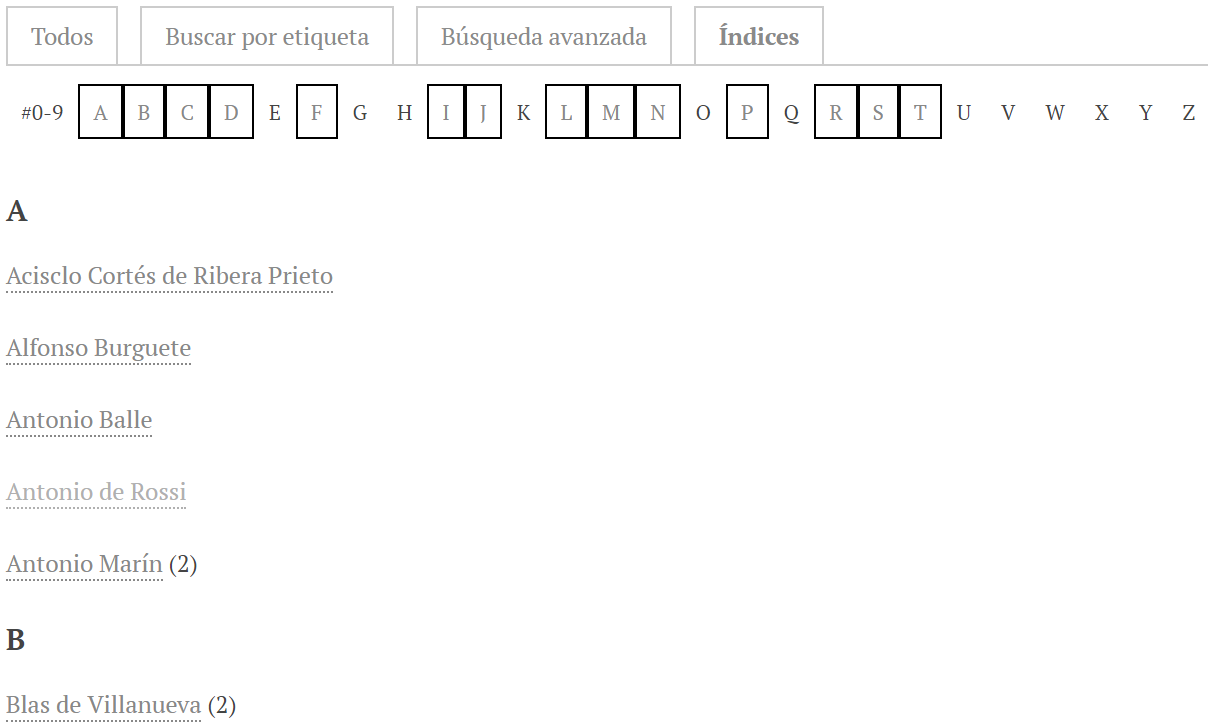 Todos Buscar por etiqueta Búsqueda avanzada Índices
#0-9 A B C D E F G H I J K L M N O P Q R S T U V W X Y Z
A
Acisclo Cortés de Ribera Prieto
Alfonso Burguete
Antonio Balle
Antonio de Rossi
Antonio Marín (2)
B
Blas de Villanueva (2)